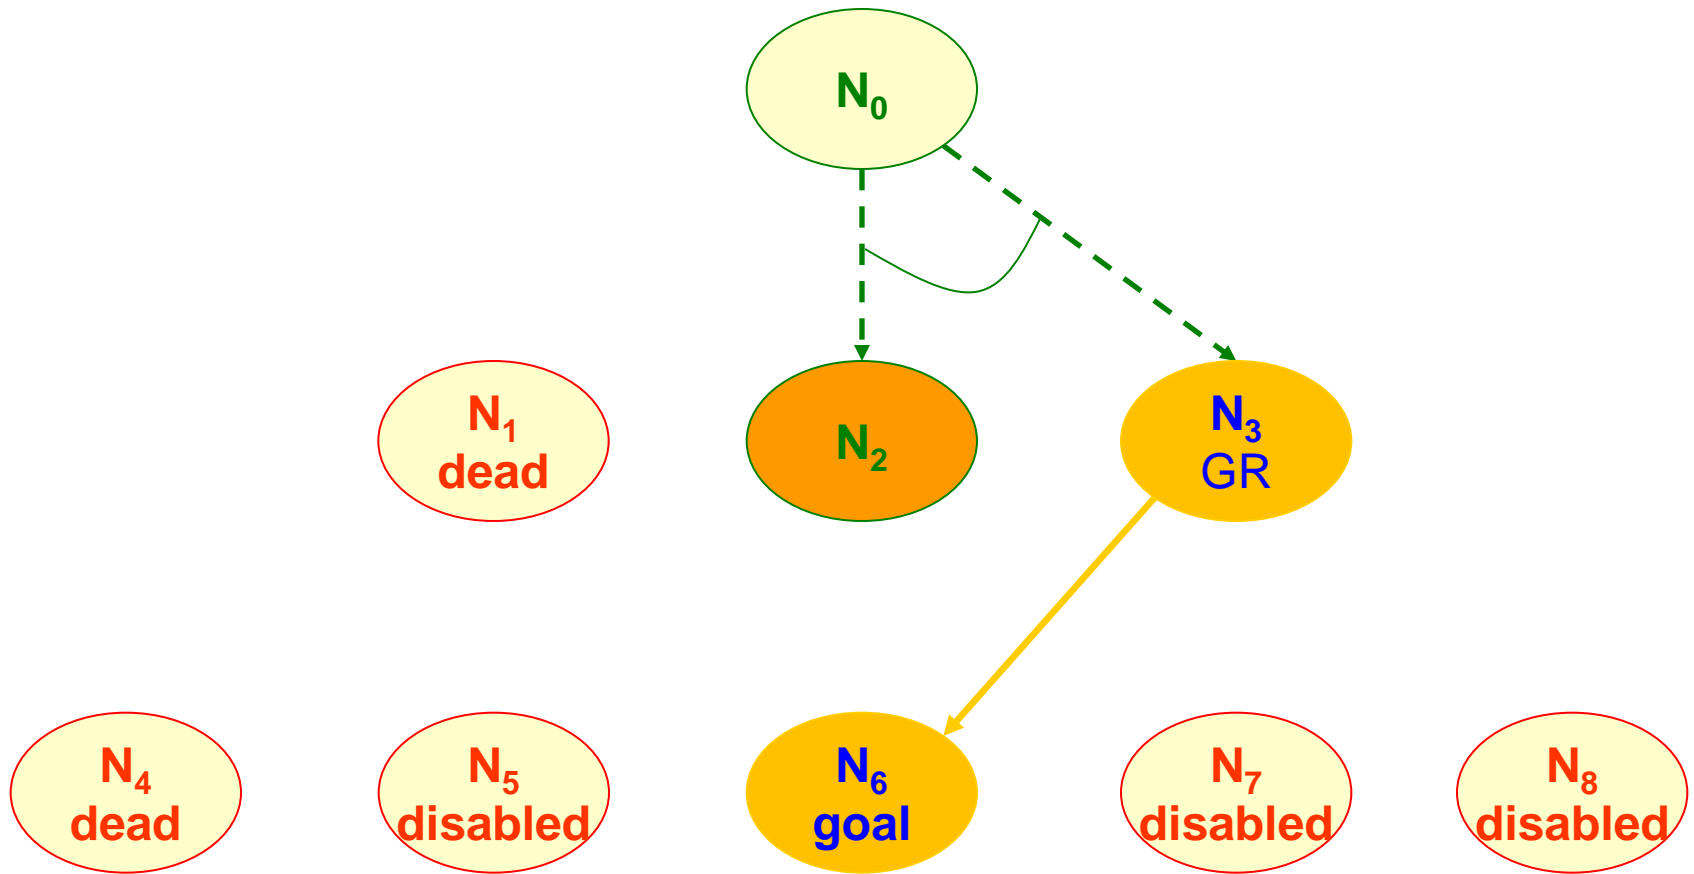 N₀
N₁
dead
N₂
N₃
GR
N₄
dead
N₅
disabled
N₆
goal
N₇
disabled
N₈
disabled